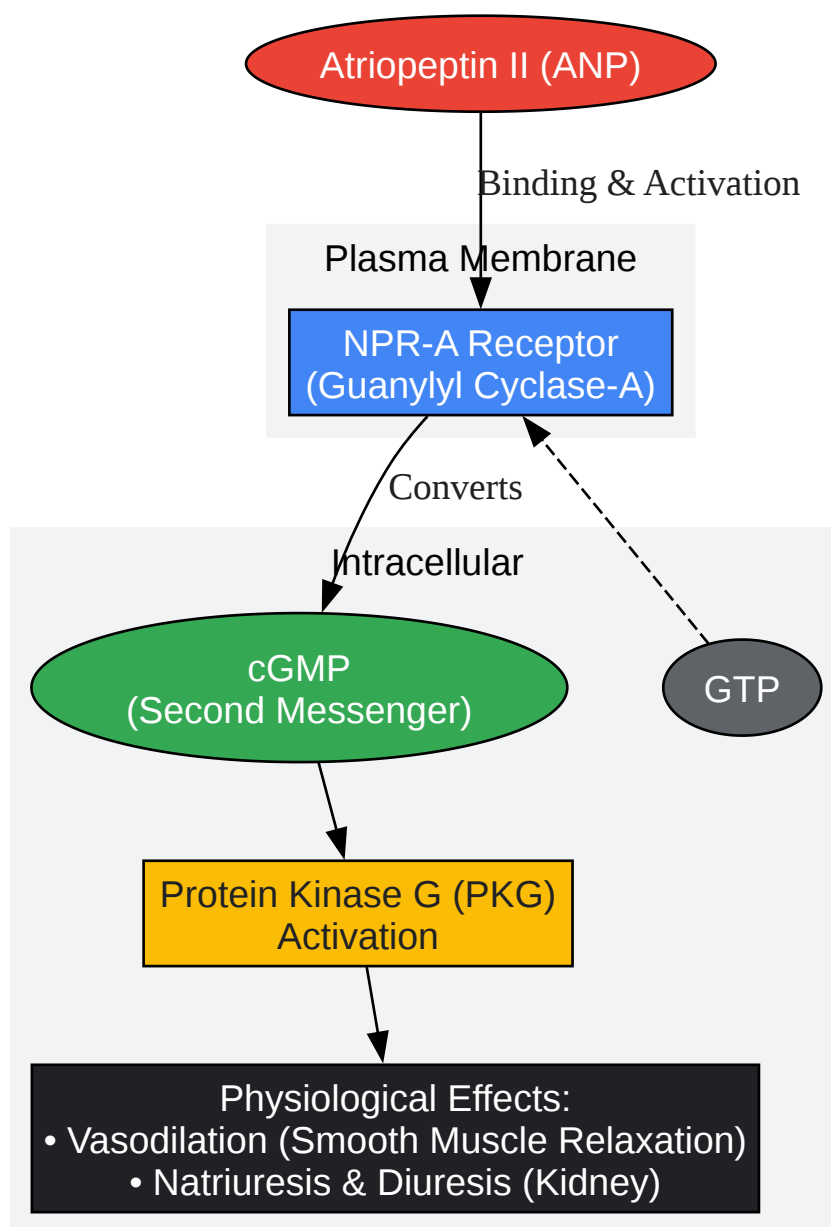 Atriopeptin II (ANP)
Binding & Activation
Plasma Membrane
NPR-A Receptor
(Guanylyl Cyclase-A)
Converts
Intracellular
cGMP
(Second Messenger)
GTP
Protein Kinase G (PKG)
Activation
Physiological Effects:
• Vasodilation (Smooth Muscle Relaxation)
• Natriuresis & Diuresis (Kidney)